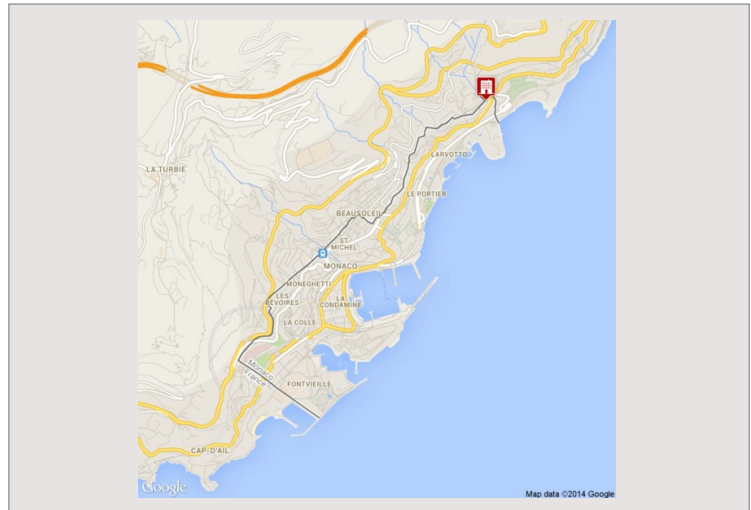 LA TURBIE
LARVOTTO
LE PORTIER
BEAUSOLEIL
ST
MICHEL
MONACO
MONEGHETTI
LES
REVOIRES
LA
CONDAMINE
LA COLLE
Monaco
France
FONTVIEILLE
CAP-D'AIL
Google
Map data ©2014 Google